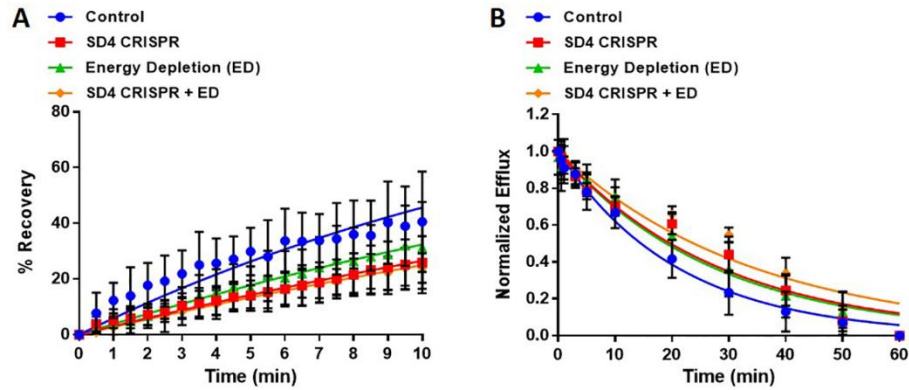 A
Control
SD4 CRISPR
Energy Depletion (ED)
SD4 CRISPR + ED
80
60
40
20
0
% Recovery
0 1 2 3 4 5 6 7 8 9 10
Time (min)
B
Control
SD4 CRISPR
Energy Depletion (ED)
SD4 CRISPR + ED
1.2
1.0
0.8
0.6
0.4
0.2
0.0
Normalized Efflux
0 10 20 30 40 50 60
Time (min)